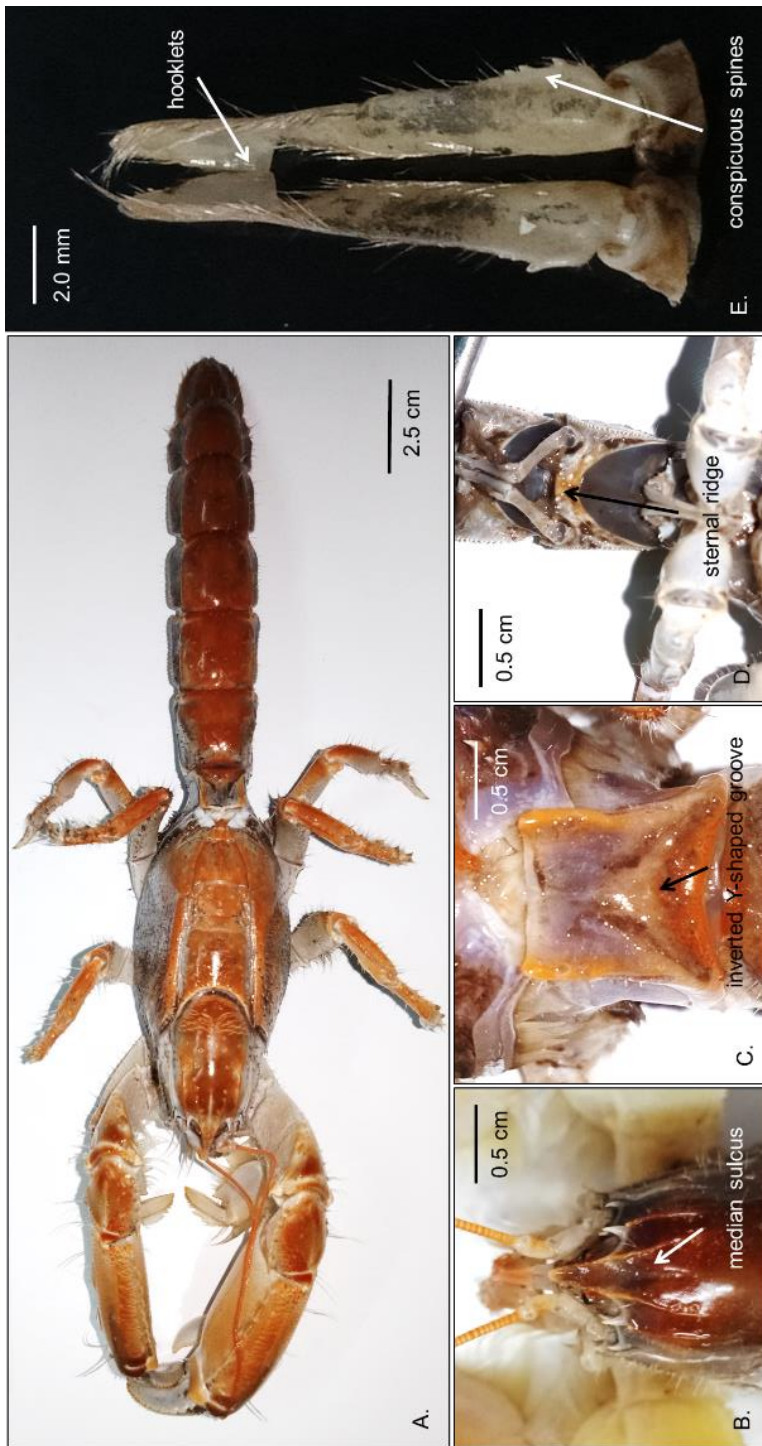 A.
2.5 cm
B.
0.5 cm
median sulcus
C.
0.5 cm
inverted Y-shaped groove
D.
0.5 cm
sternal ridge
E.
2.0 mm
hooklets
conspicuous spines